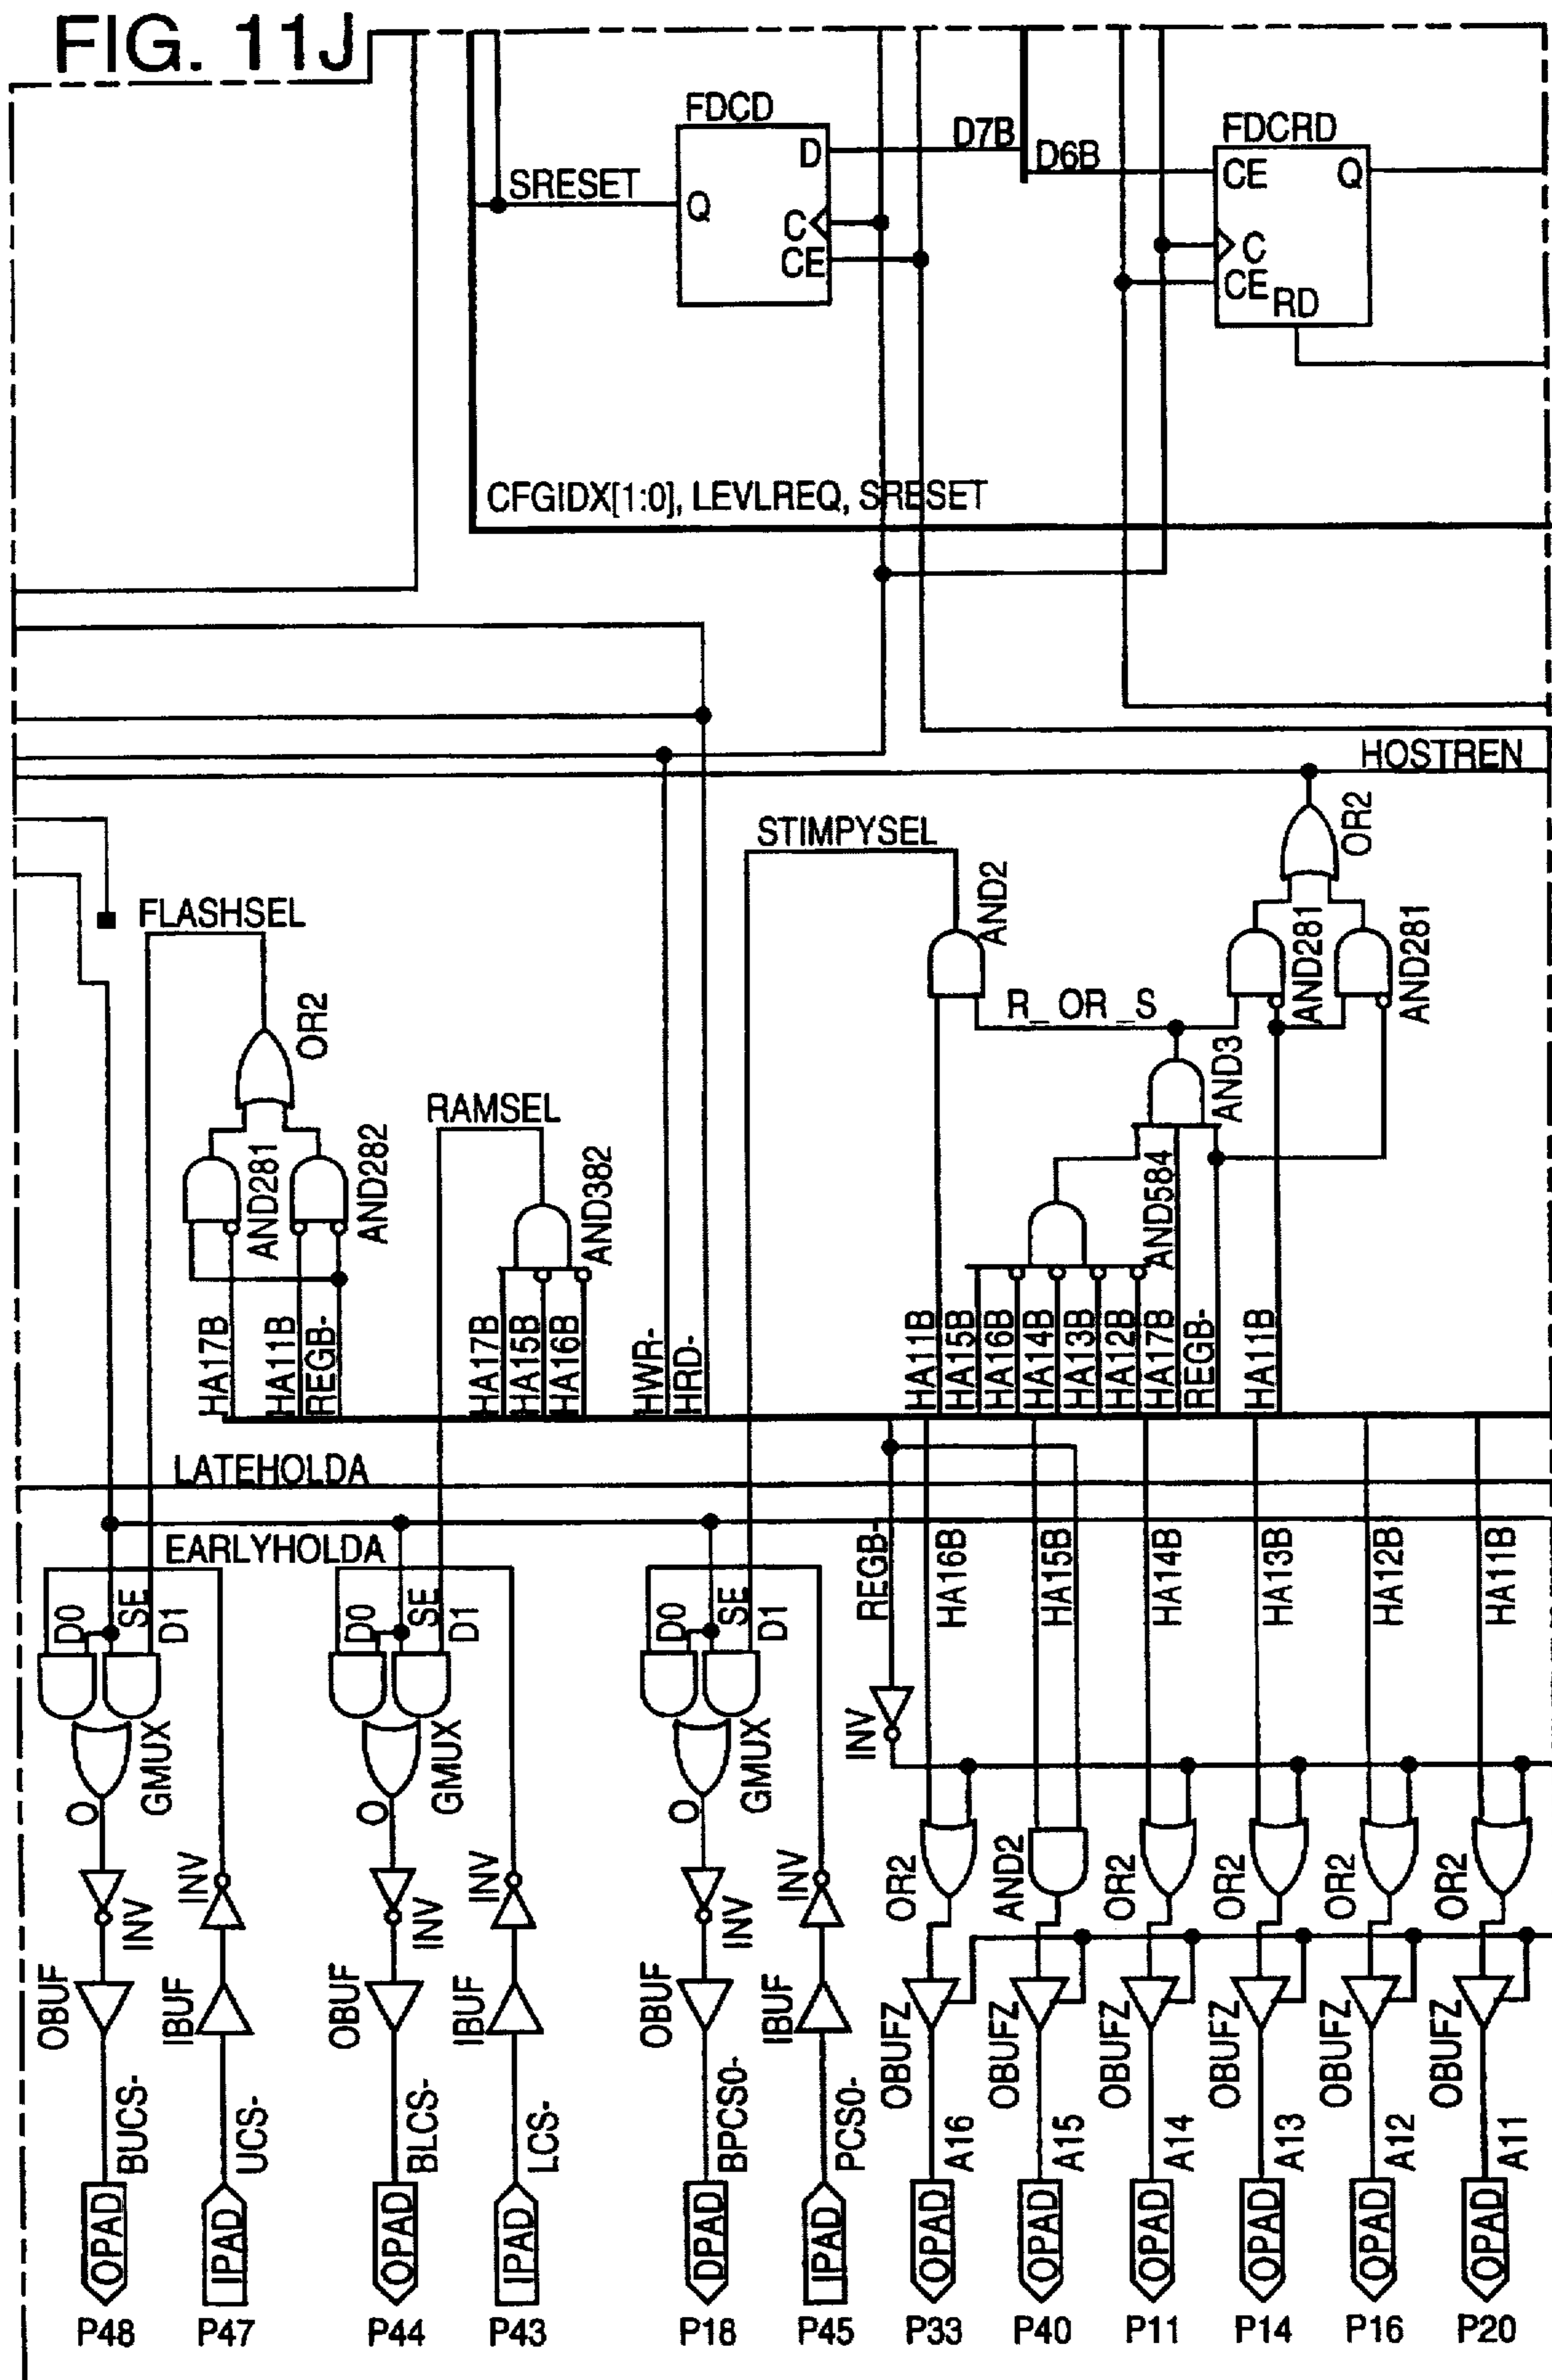 FIG. 11J
FDCD
D
Q
C
CE
SRESET
D7B
D6B
FDCRD
CE
Q
C
CE
RD
CFGIDX[1:0], LEVLREQ, SRESET
HOSTREN
STIMPYSEL
OR2
AND2
AND281
AND281
FLASHSEL
R_OR_S
OR2
AND3
RAMSEL
AND281
AND282
AND382
AND584
HA17B
HA11B
REGB-
HA17B
HA15B
HA16B
HWR-
HRD-
HA11B
HA15B
HA16B
HA14B
HA13B
HA12B
HA17B
REGB-
HA11B
LATEHOLDA
EARLYHOLDA
REGB-
HA16B
HA15B
HA14B
HA13B
HA12B
HA11B
D0
SE
D1
D0
SE
D1
D0
SE
D1
GMUX
GMUX
GMUX
INV
O
O
O
INV
INV
INV
INV
INV
INV
OR2
AND2
OR2
OR2
OR2
OR2
OBUF
IBUF
OBUF
IBUF
OBUF
IBUF
OBUFZ
OBUFZ
OBUFZ
OBUFZ
OBUFZ
OBUFZ
BUCS-
UCS-
BLCS-
LCS-
BPCS0-
PCS0-
A16
A15
A14
A13
A12
A11
OPAD
IPAD
OPAD
IPAD
DPAD
IPAD
OPAD
OPAD
OPAD
OPAD
OPAD
OPAD
P48
P47
P44
P43
P18
P45
P33
P40
P11
P14
P16
P20